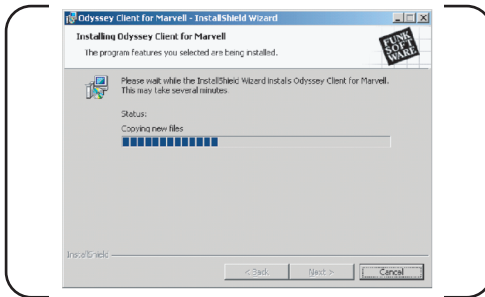 Odyssey Client for Marvell - InstallShield Wizard
Installing Odyssey Client for Marvell
The program features you selected are being installed.
FUNK
SOFT
WARE
Please wait while the InstallShield Wizard installs Odyssey Client for Marvell.
This may take several minutes.
Status:
Copying new files
InstallShield
< Back
Next >
Cancel